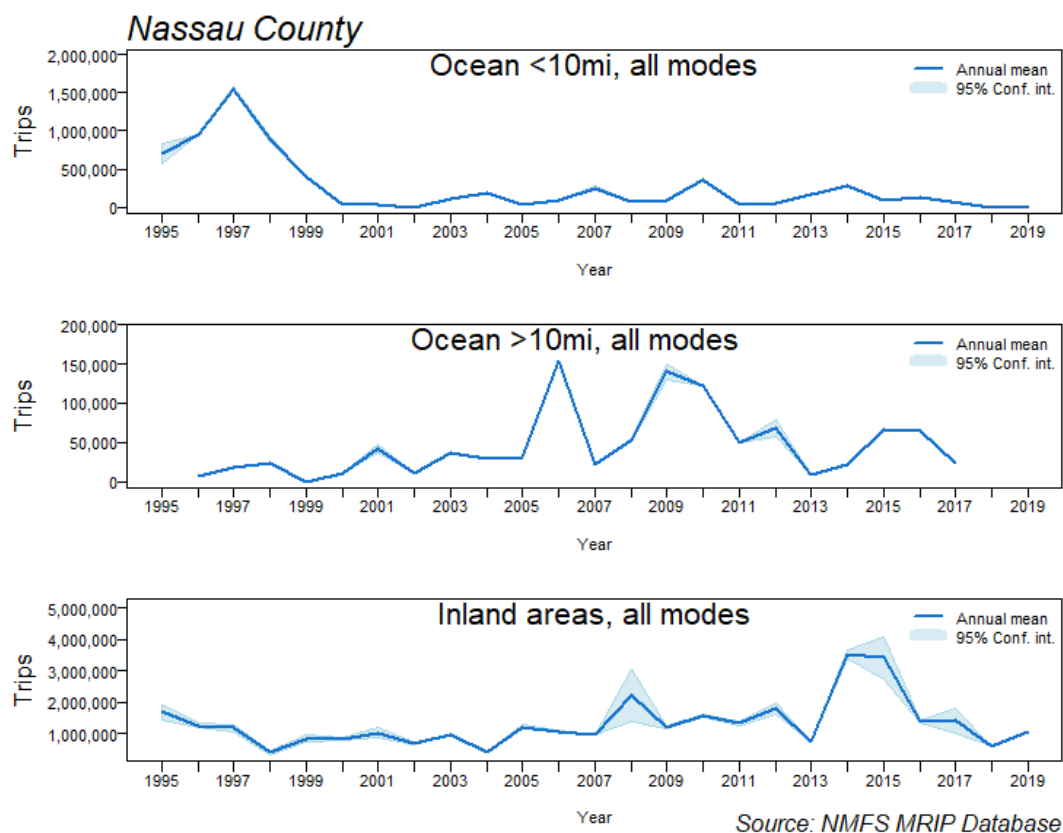 Nassau County
Ocean <10mi, all modes
Annual mean
95% Conf. int.
Trips
2,000,000
1,500,000
1,000,000
500,000
0
1995 1997 1999 2001 2003 2005 2007 2009 2011 2013 2015 2017 2019
Year
Ocean >10mi, all modes
Annual mean
95% Conf. int.
Trips
200,000
150,000
100,000
50,000
0
1995 1997 1999 2001 2003 2005 2007 2009 2011 2013 2015 2017 2019
Year
Inland areas, all modes
Annual mean
95% Conf. int.
Trips
5,000,000
4,000,000
3,000,000
2,000,000
1,000,000
1995 1997 1999 2001 2003 2005 2007 2009 2011 2013 2015 2017 2019
Year
Source: NMFS MRIP Database